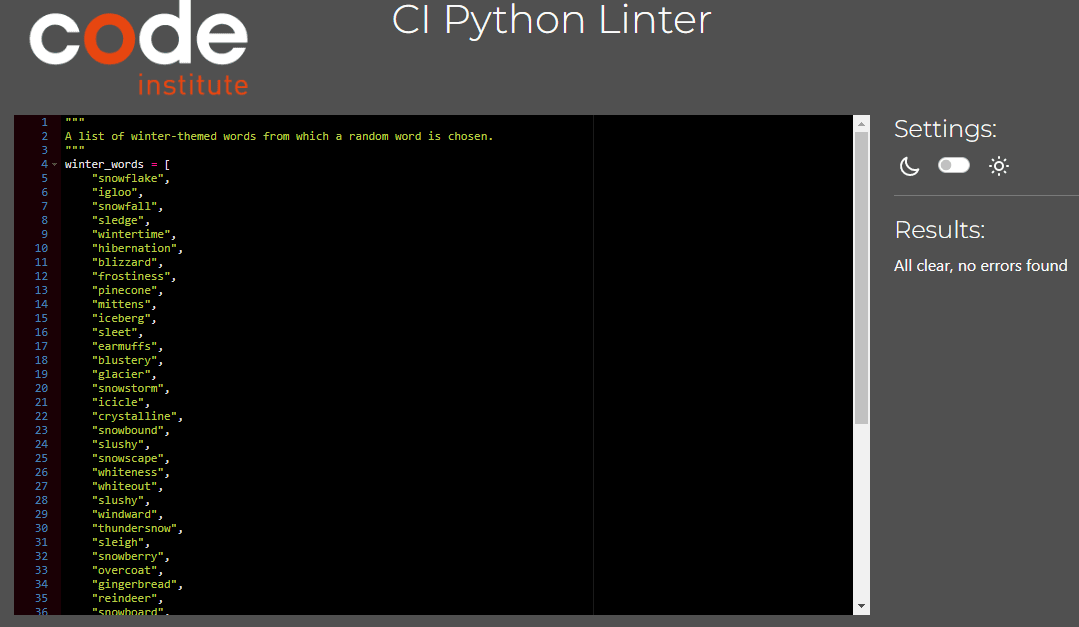 code
institute
CI Python Linter
1 """
2 A list of winter-themed words from which a random word is chosen.
3 """
4 winter_words = [
5 "snowflake",
6 "igloo",
7 "snowfall",
8 "sledge",
9 "wintertime",
10 "hibernation",
11 "blizzard",
12 "frostiness",
13 "pinecone",
14 "mittens",
15 "iceberg",
16 "sleet",
17 "earmuffs",
18 "blustery",
19 "glacier",
20 "snowstorm",
21 "icicle",
22 "crystalline",
23 "snowbound",
24 "slushy",
25 "snowscape",
26 "whiteness",
27 "whiteout",
28 "slushy",
29 "windward",
30 "thundersnow",
31 "sleigh",
32 "snowberry",
33 "overcoat",
34 "gingerbread",
35 "reindeer",
36 "snowboard",
Settings:
Results:
All clear, no errors found